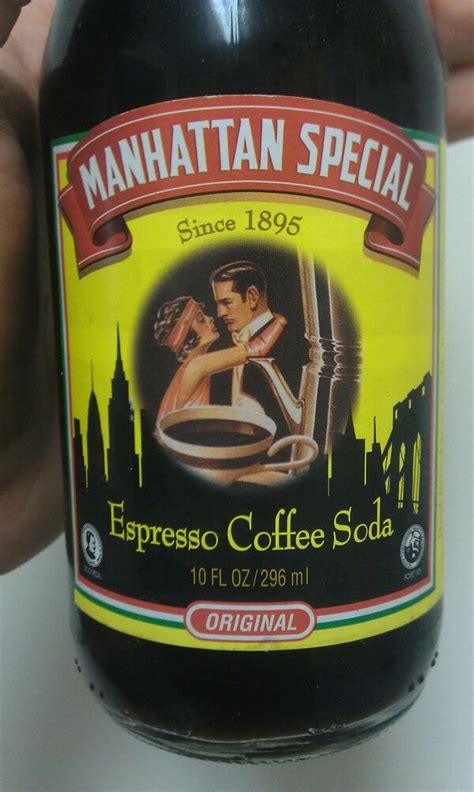 MANHATTAN SPECIAL
Since 1895
Espresso Coffee Soda
10 FL OZ/296 ml
ORIGINAL